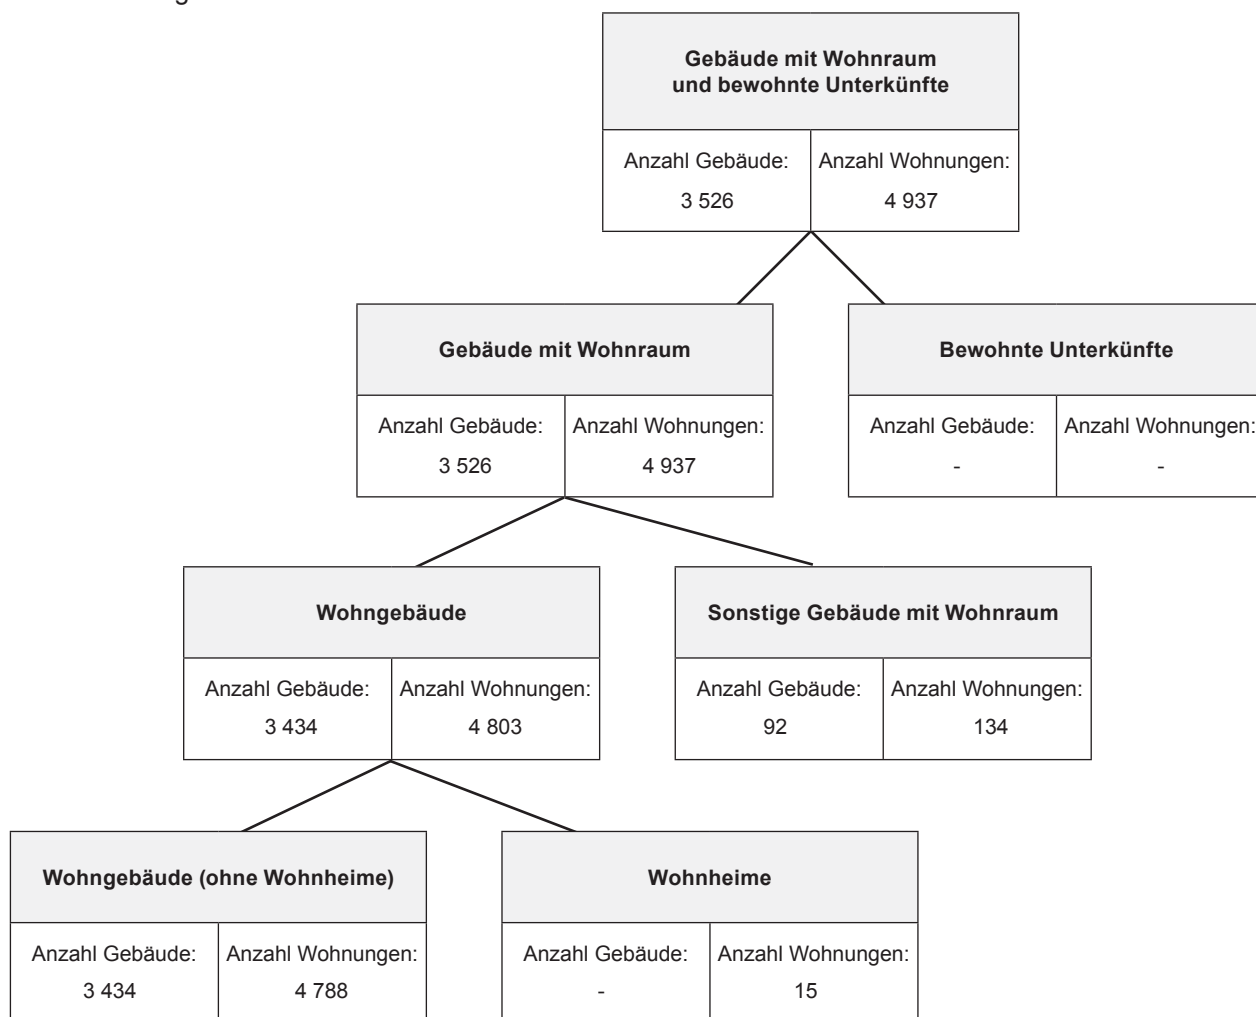 Gebäude mit Wohnraum
und bewohnte Unterkünfte
Anzahl Gebäude: Anzahl Wohnungen:
3 526 4 937
Gebäude mit Wohnraum Bewohnte Unterkünfte
Anzahl Gebäude: Anzahl Wohnungen: Anzahl Gebäude: Anzahl Wohnungen:
3 526 4 937 - -
Wohngebäude Sonstige Gebäude mit Wohnraum
Anzahl Gebäude: Anzahl Wohnungen: Anzahl Gebäude: Anzahl Wohnungen:
3 434 4 803 92 134
Wohngebäude (ohne Wohnheime) Wohnheime
Anzahl Gebäude: Anzahl Wohnungen: Anzahl Gebäude: Anzahl Wohnungen:
3 434 4 788 - 15